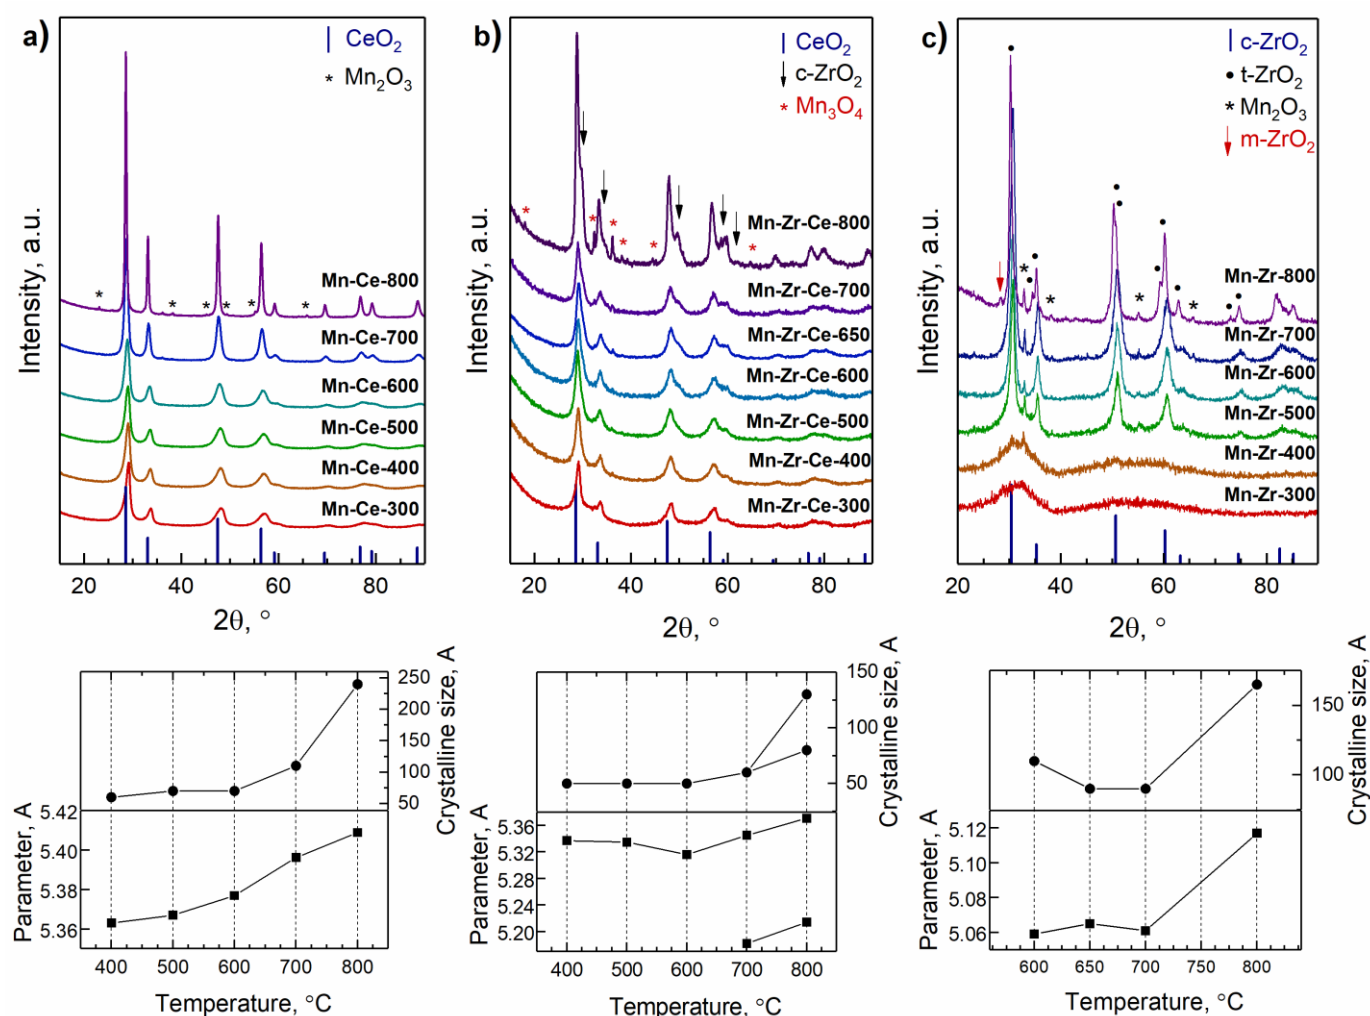 a)
CeO2
* Mn2O3
Intensity, a.u.
Mn-Ce-800
Mn-Ce-700
Mn-Ce-600
Mn-Ce-500
Mn-Ce-400
Mn-Ce-300
20 40 60 80
2θ, °
b)
CeO2
c-ZrO2
* Mn3O4
Intensity, a.u.
Mn-Zr-Ce-800
Mn-Zr-Ce-700
Mn-Zr-Ce-650
Mn-Zr-Ce-600
Mn-Zr-Ce-500
Mn-Zr-Ce-400
Mn-Zr-Ce-300
20 40 60 80
2θ, °
c)
c-ZrO2
• t-ZrO2
* Mn2O3
m-ZrO2
Intensity, a.u.
Mn-Zr-800
Mn-Zr-700
Mn-Zr-600
Mn-Zr-500
Mn-Zr-400
Mn-Zr-300
20 40 60 80
2θ, °
250
200
150
100
50
Crystalline size, A
5.42
5.40
5.38
5.36
Parameter, A
400 500 600 700 800
Temperature, °C
150
100
50
Crystalline size, A
5.36
5.32
5.28
5.24
5.20
Parameter, A
400 500 600 700 800
Temperature, °C
150
100
Crystalline size, A
5.12
5.10
5.08
5.06
Parameter, A
600 650 700 750 800
Temperature, °C